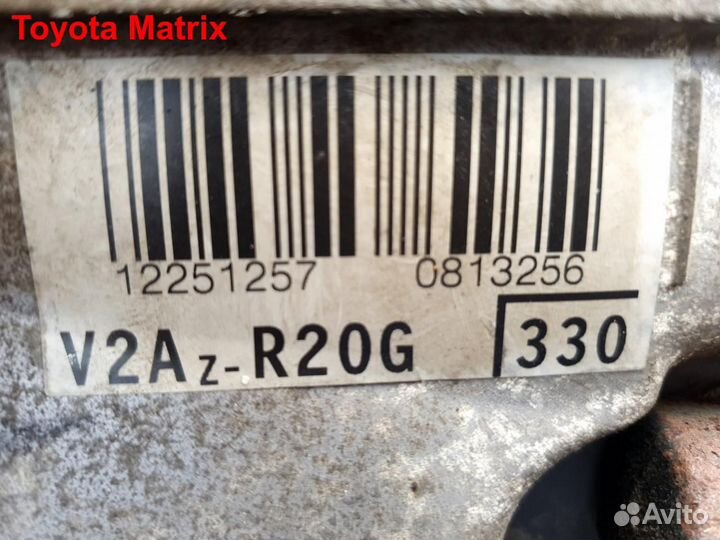 Toyota Matrix
12251257 0813256
V2AZ-R20G 330
Avito